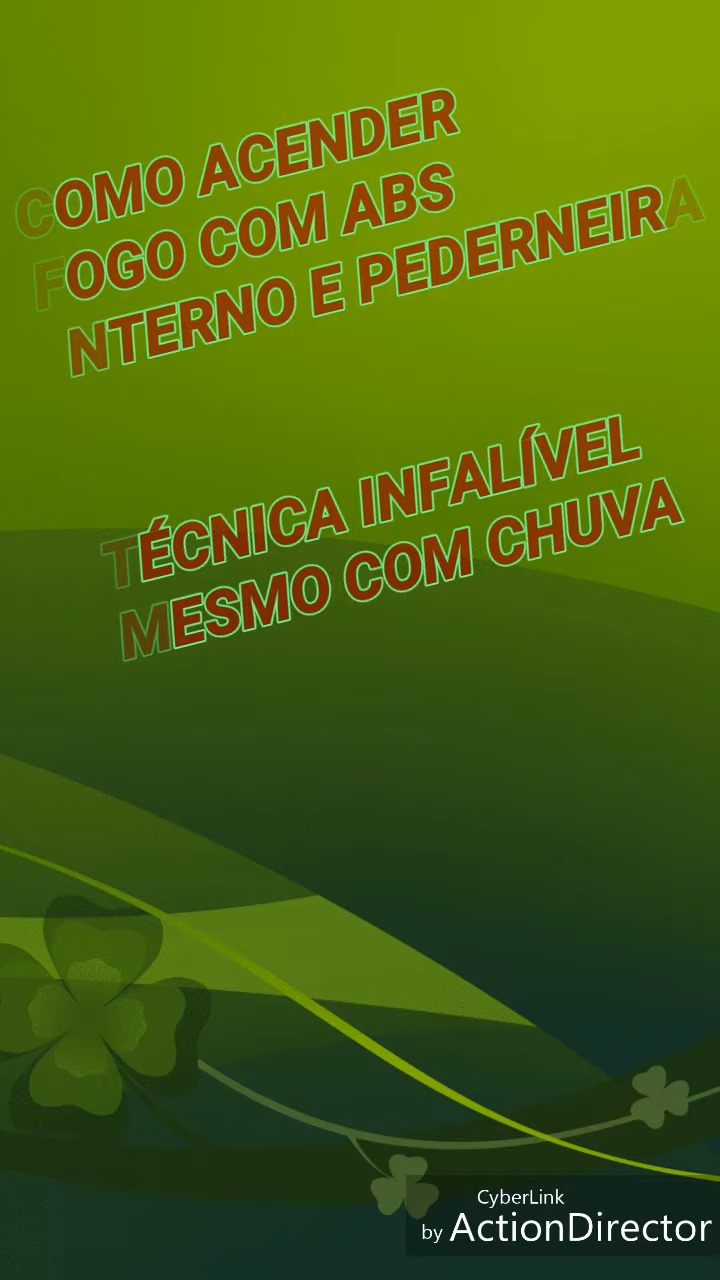 COMO ACENDER
FOGO COM ABS
NTERNO E PEDERNEIRA
TÉCNICA INFALÍVEL
MESMO COM CHUVA
CyberLink
by ActionDirector